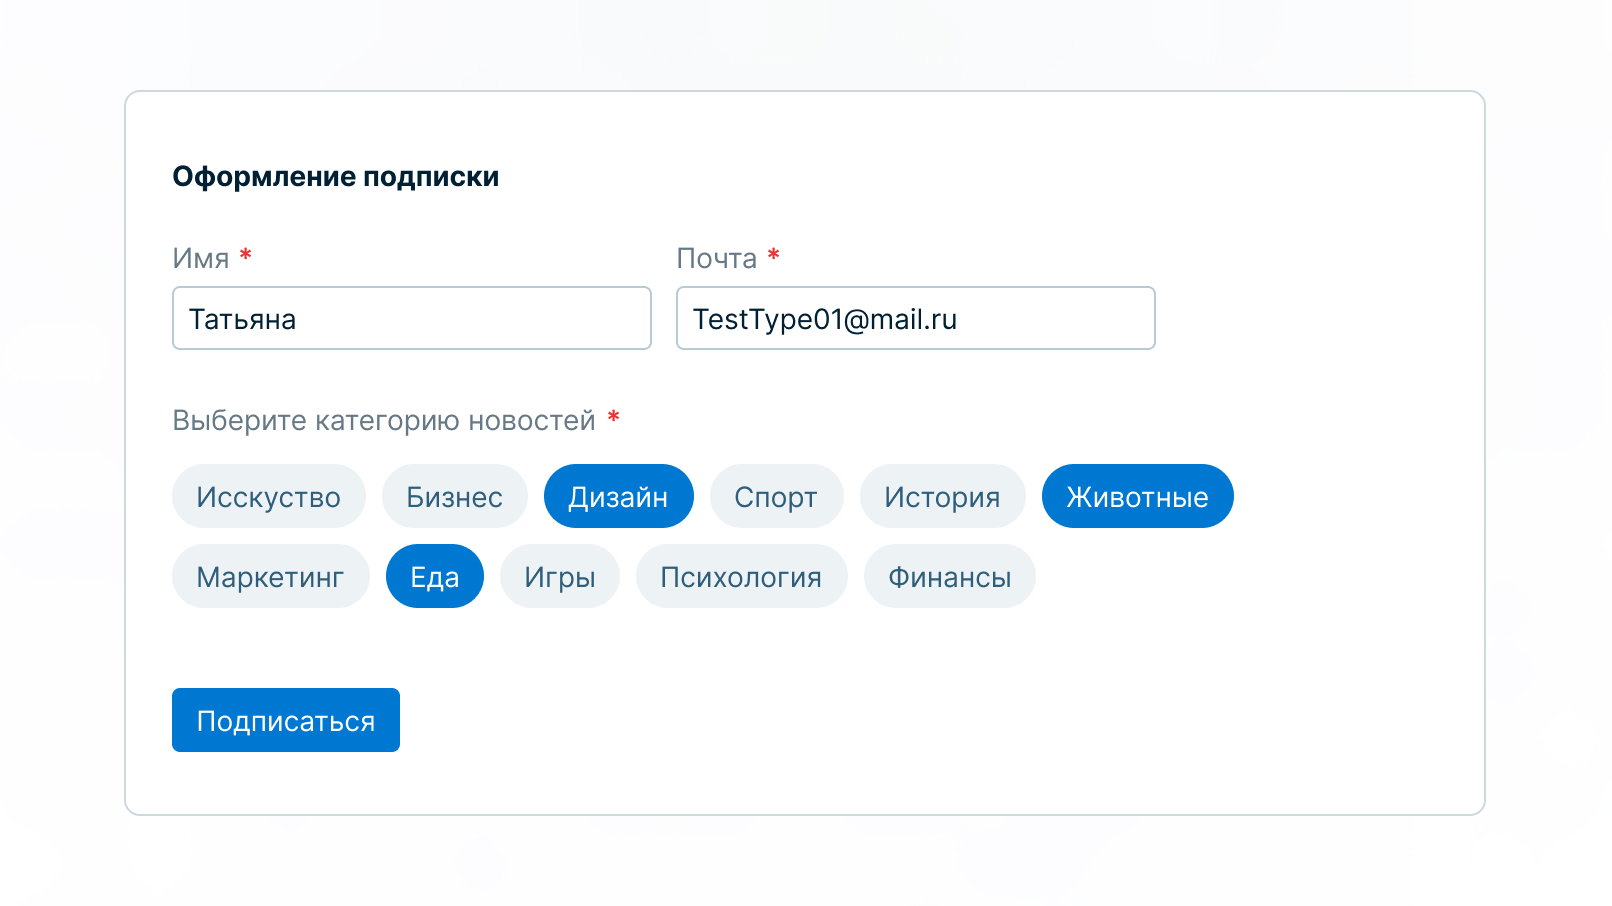 Оформление подписки
Имя *
Почта *
Татьяна
TestType01@mail.ru
Выберите категорию новостей *
Исскуство Бизнес Дизайн Спорт История Животные
Маркетинг Еда Игры Психология Финансы
Подписаться